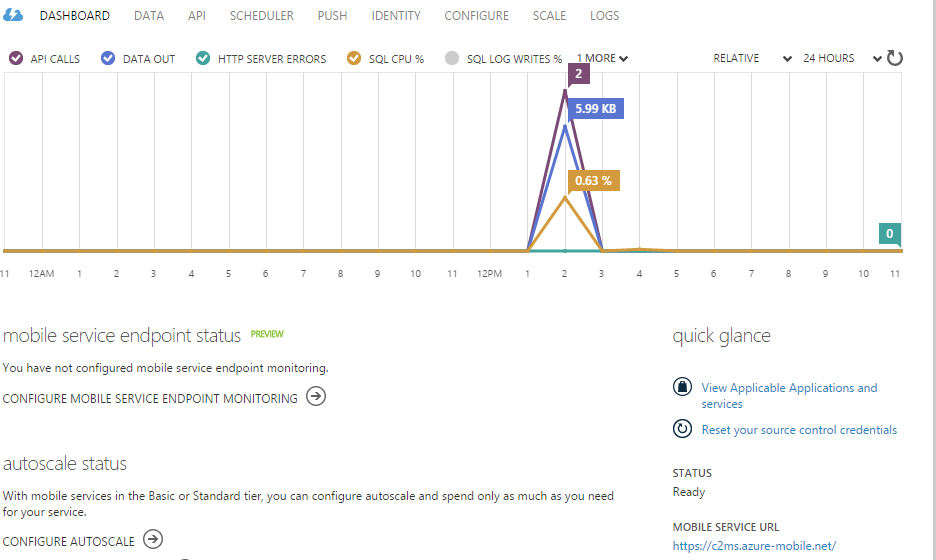 DASHBOARD DATA API SCHEDULER PUSH IDENTITY CONFIGURE SCALE LOGS
API CALLS DATA OUT HTTP SERVER ERRORS SQL CPU % SQL LOG WRITES % 1 MORE RELATIVE 24 HOURS
2
5.99 KB
0.63 %
0
11 12AM 1 2 3 4 5 6 7 8 9 10 11 12PM 1 2 3 4 5 6 7 8 9 10 11
mobile service endpoint status PREVIEW
You have not configured mobile service endpoint monitoring.
CONFIGURE MOBILE SERVICE ENDPOINT MONITORING
autoscale status
With mobile services in the Basic or Standard tier, you can configure autoscale and spend only as much as you need
for your service.
CONFIGURE AUTOSCALE
quick glance
View Applicable Applications and
services
Reset your source control credentials
STATUS
Ready
MOBILE SERVICE URL
https://c2ms.azure-mobile.net/